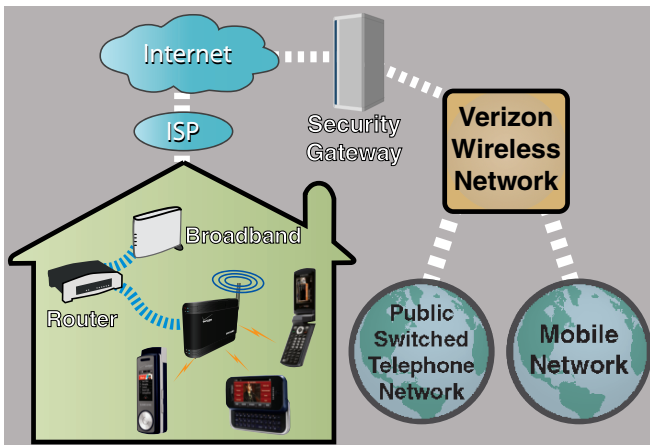 Internet
ISP
Security
Gateway
Verizon
Wireless
Network
Broadband
Router
Public
Switched
Telephone
Network
Mobile
Network